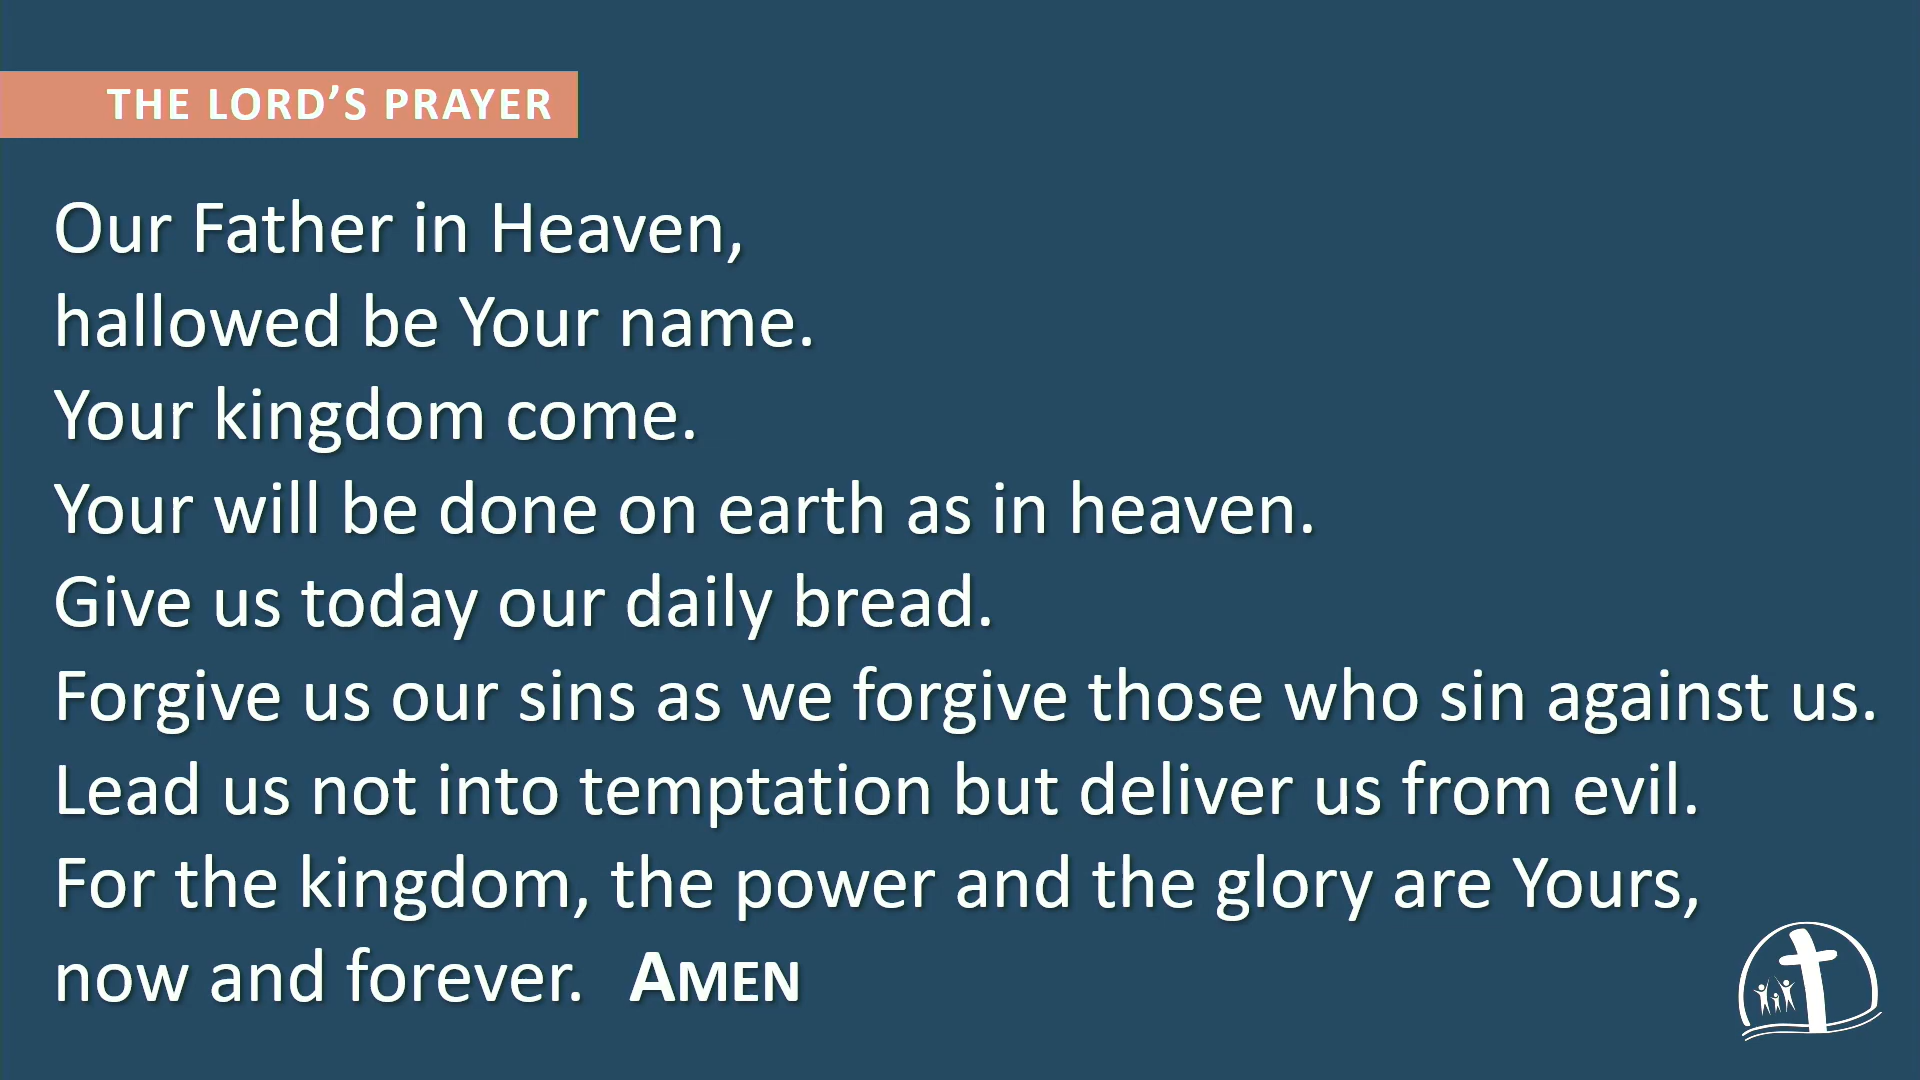 THE LORD’S PRAYER
Our Father in Heaven,
hallowed be Your name.
Your kingdom come.
Your will be done on earth as in heaven.
Give us today our daily bread.
Forgive us our sins as we forgive those who sin against us.
Lead us not into temptation but deliver us from evil.
For the kingdom, the power and the glory are Yours,
now and forever. AMEN